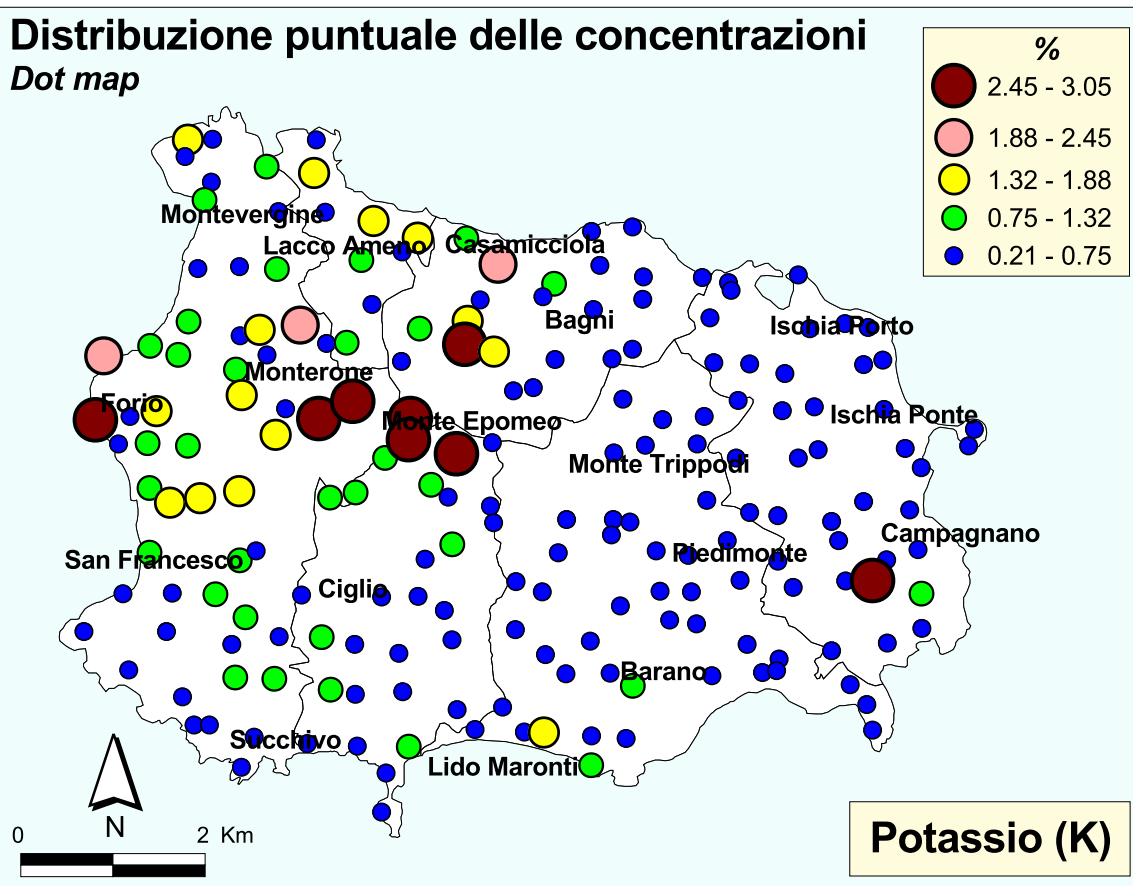 Distribuzione puntuale delle concentrazioni
Dot map
%
2.45 - 3.05
1.88 - 2.45
1.32 - 1.88
0.75 - 1.32
0.21 - 0.75
Montevergine
Lacco Ameno
Casamicciola
Bagni
Ischia Porto
Monterone
Forio
Monte Epomeo
Ischia Ponte
Monte Trippodi
Campagnano
San Francesco
Piedimonte
Ciglio
Barano
Succhivo
Lido Maronti
N
0 2 Km
Potassio (K)